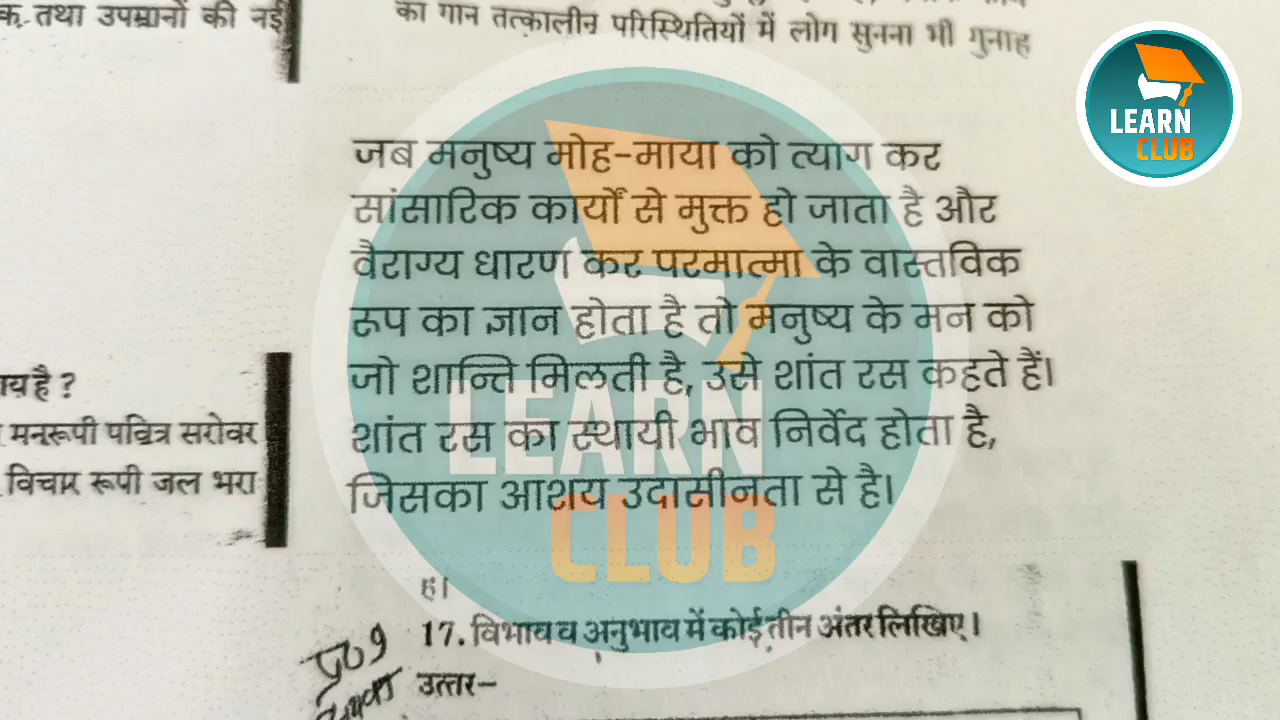 तथा उपमानों की नई
का गान तत्कालीन परिस्थितियों में लोग सुनना भी गुनाह
LEARN
CLUB
जब मनुष्य मोह-माया को त्याग कर
सांसारिक कार्यों से मुक्त हो जाता है और
वैराग्य धारण कर परमात्मा के वास्तविक
रूप का ज्ञान होता है तो मनुष्य के मन को
जो शान्ति मिलती है, उसे शांत रस कहते हैं।
शांत रस का स्थायी भाव निर्वेद होता है,
जिसका आशय उदासीनता से है।
LEARN
CLUB
है ?
मनरूपी पवित्र सरोवर
विचार रूपी जल भरा
ह।
17. विभाव व अनुभाव में कोई तीन अंतर लिखिए।
उत्तर–